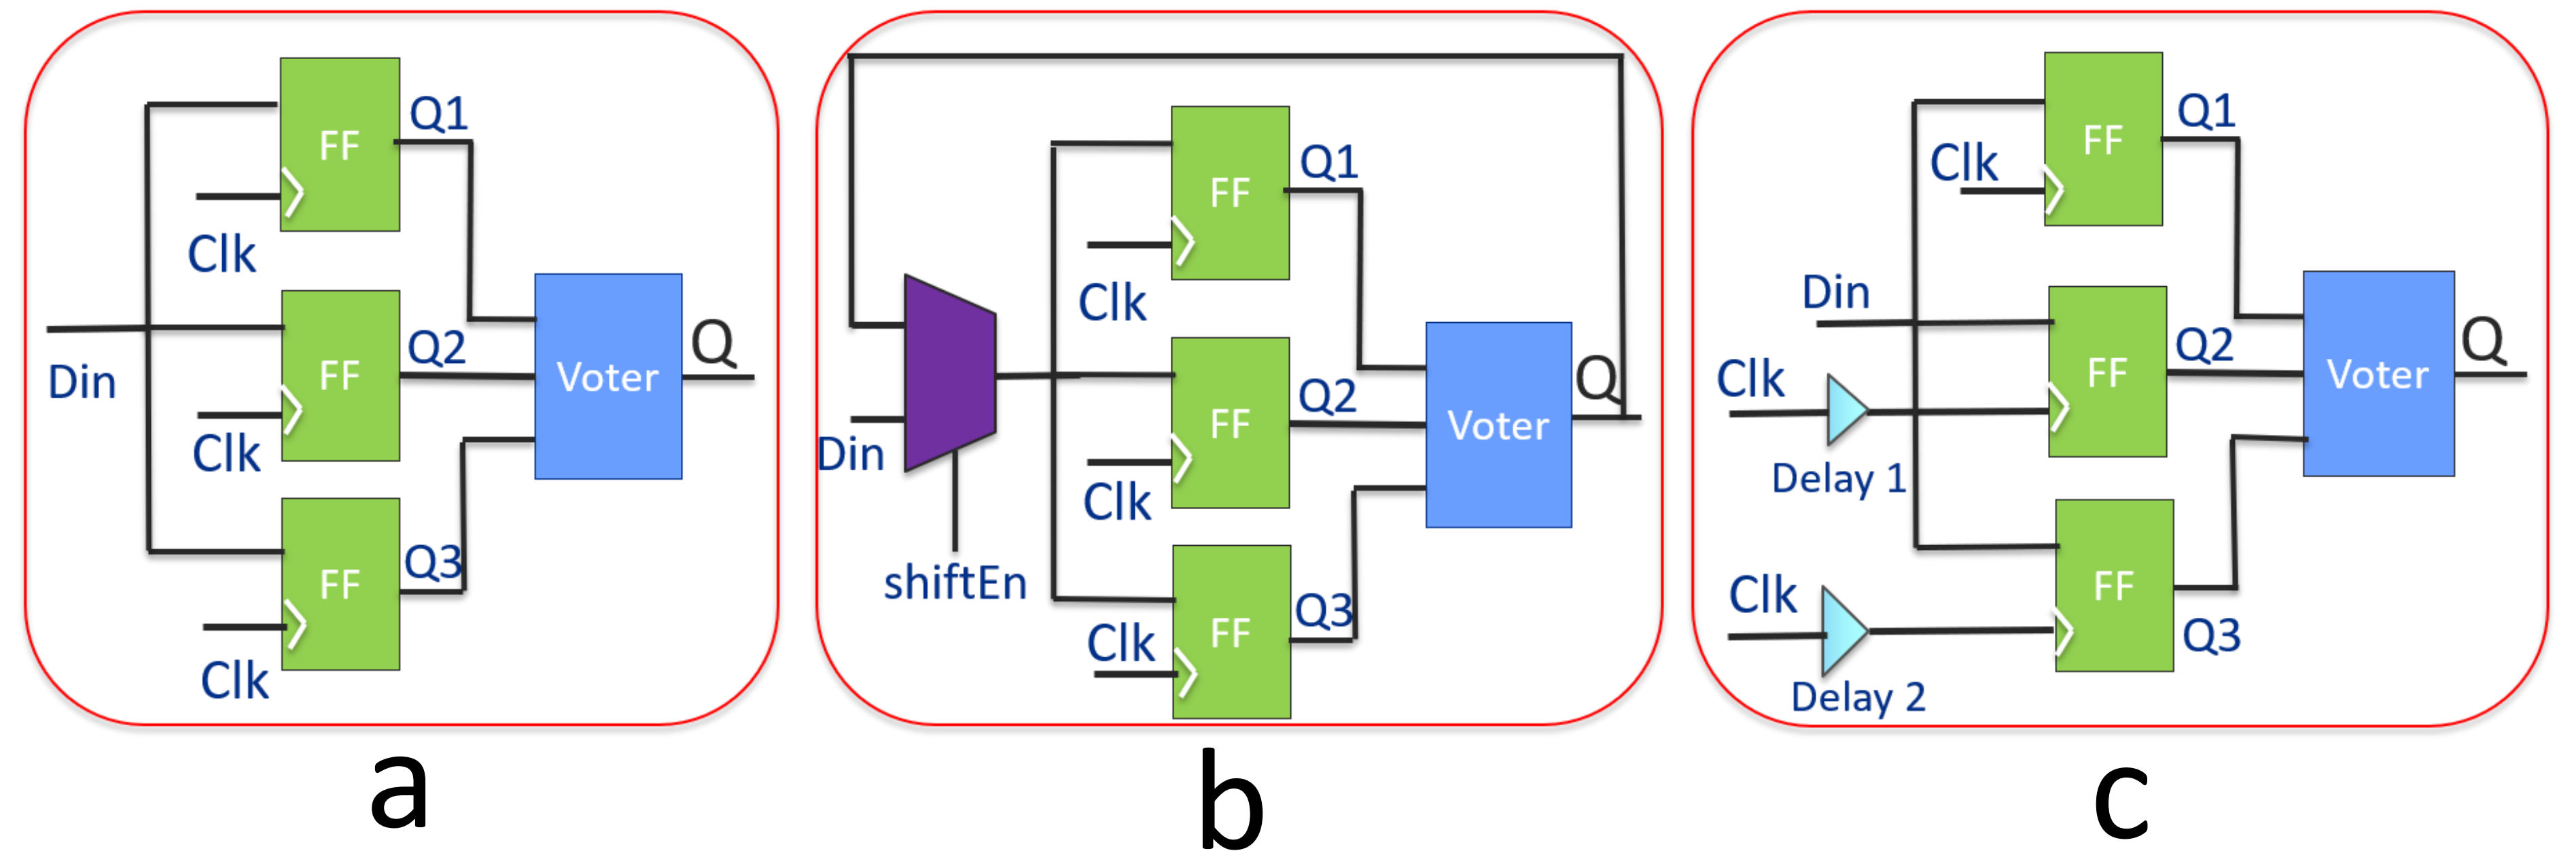 FF
Q1
Clk
FF
Q2
Clk
Din
Voter
Q
FF
Q3
Clk
a
FF
Q1
Clk
FF
Q2
Clk
Din
shiftEn
Voter
Q
FF
Q3
Clk
b
FF
Q1
Clk
Din
FF
Q2
Clk
Delay 1
Voter
Q
FF
Q3
Clk
Delay 2
c